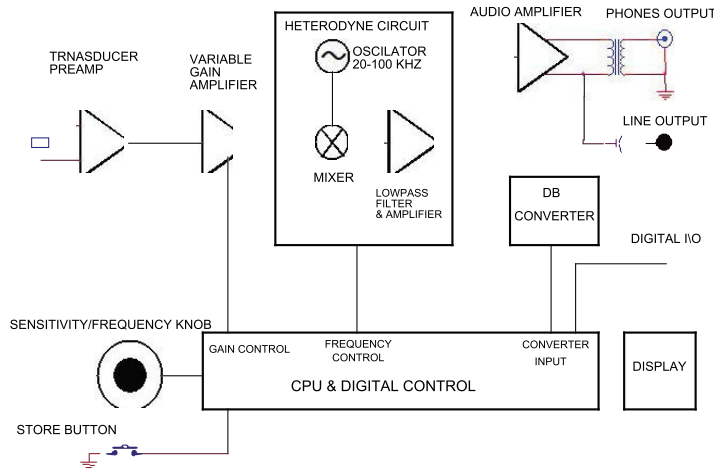 AUDIO AMPLIFIER
PHONES OUTPUT
HETERODYNE CIRCUIT
TRNASDUCER
PREAMP
VARIABLE
GAIN
AMPLIFIER
OSCILATOR
20-100 KHZ
LINE OUTPUT
MIXER
LOWPASS
FILTER
& AMPLIFIER
DB
CONVERTER
DIGITAL I\O
SENSITIVITY/FREQUENCY KNOB
GAIN CONTROL
FREQUENCY
CONTROL
CONVERTER
INPUT
CPU & DIGITAL CONTROL
DISPLAY
STORE BUTTON